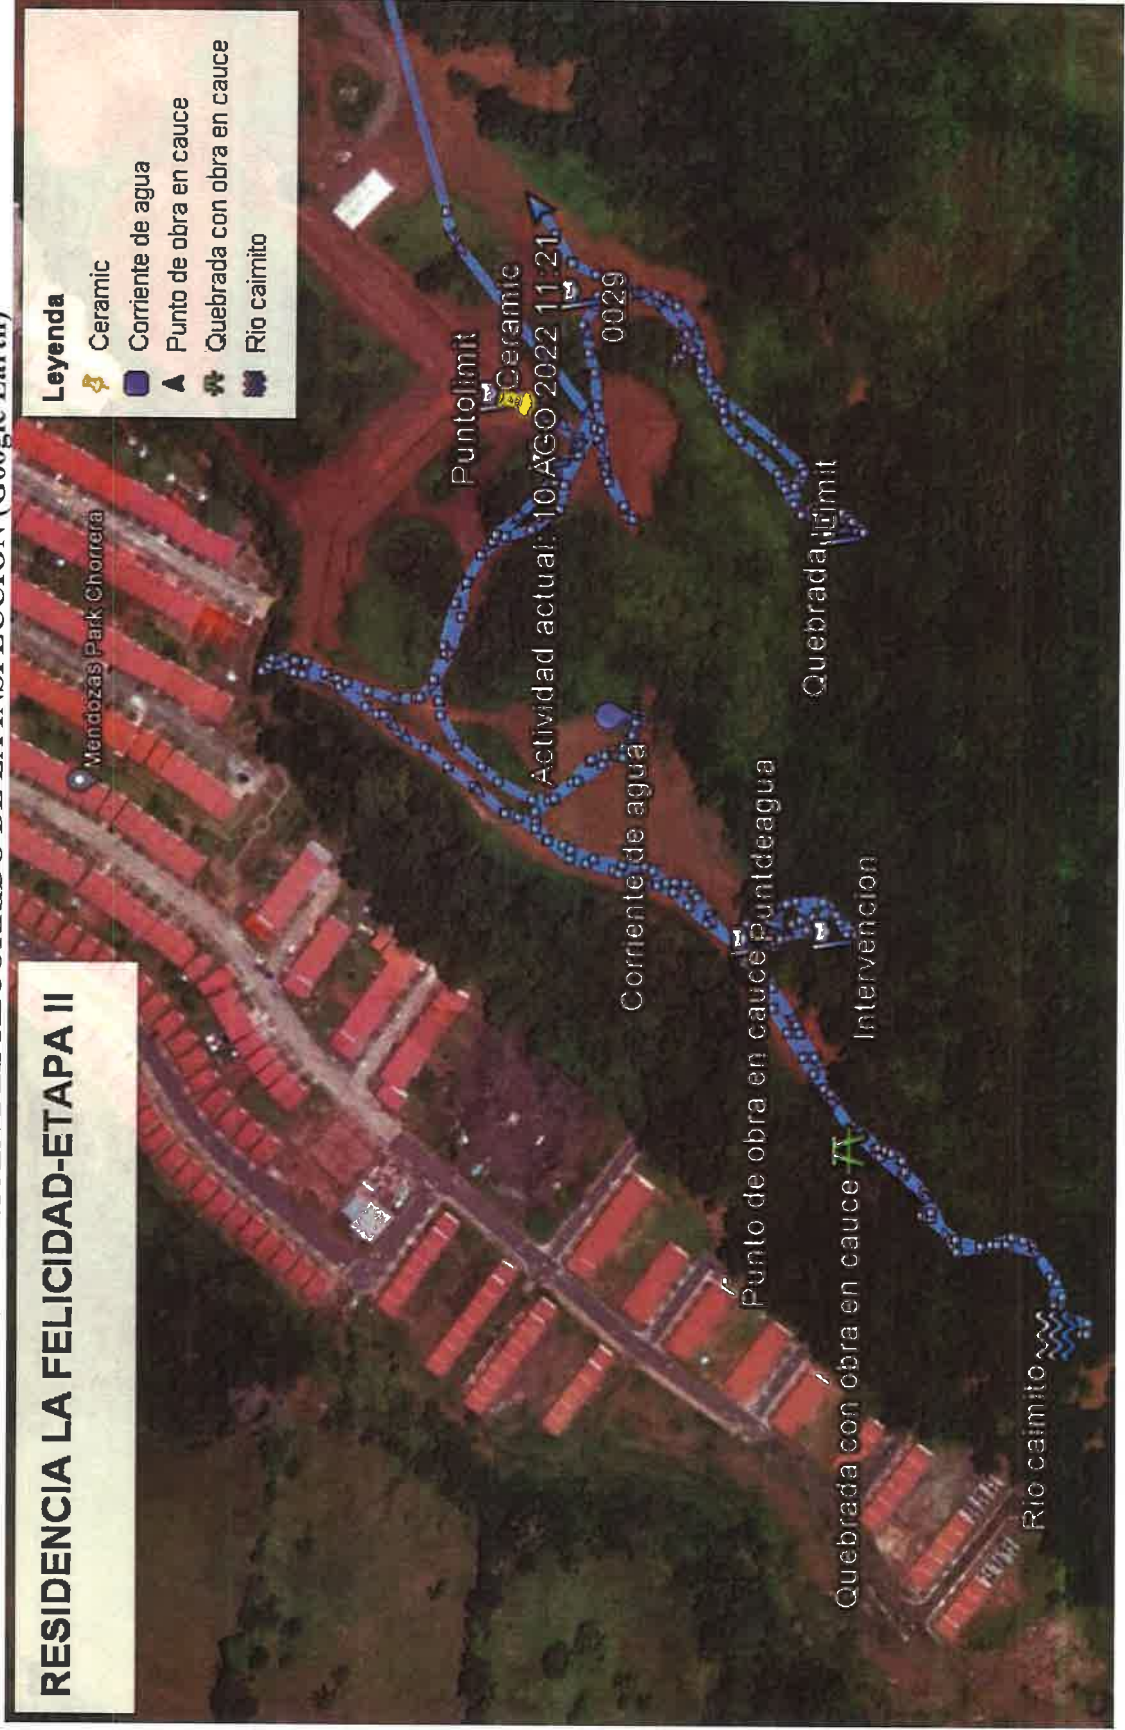 RESIDENCIA LA FELICIDAD-ETAPA II
Leyenda
Ceramic
Corriente de agua
Punto de obra en cauce
Quebrada con obra en cauce
Rio caimito
Mendozas Park Chorrera
Puntolimit
Ceramic
Actividad actual: 10 AGO 2022 11:21
0029
Corriente de agua
Quebrada
Punto de obra en cauce
Puntdeagua
Intervencion
Quebrada con obra en cauce
Rio caimito